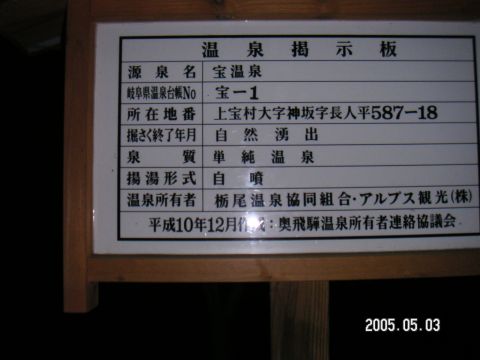 温泉掲示板
源泉名 宝温泉
岐阜県温泉台帳No 宝－1
所在地番 上宝村大字神坂字長人平587－18
掘さく終了年月 自然湧出
泉質 単純温泉
揚湯形式 自噴
温泉所有者 栃尾温泉協同組合・アルプス観光(株)
平成10年12月作成：奥飛騨温泉所有者連絡協議会
2005.05.03